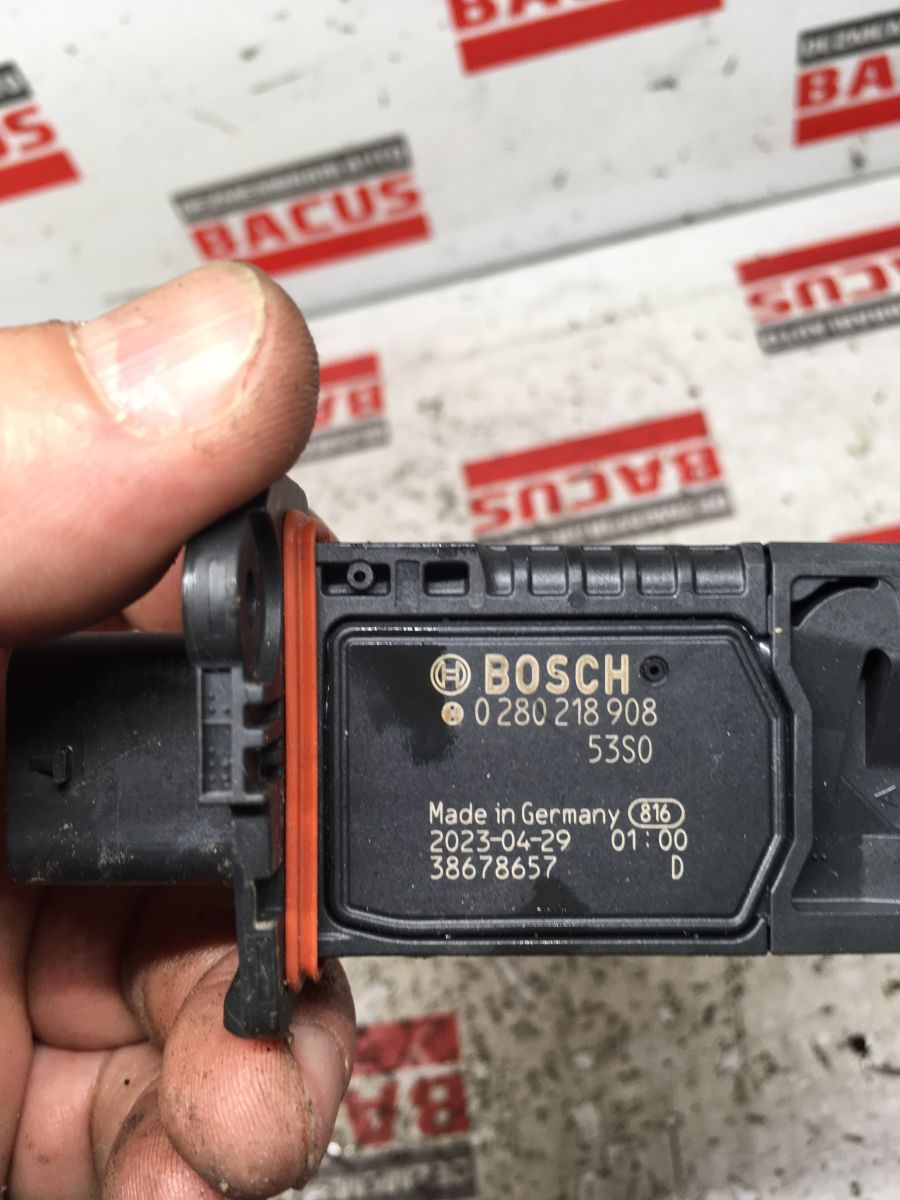 BACUS
BACUS
BACUS
BACUS
BACUS
BOSCH
0 280 218 908
53S0
Made in Germany 816
2023-04-29 01:00
38678657 D
BACUS